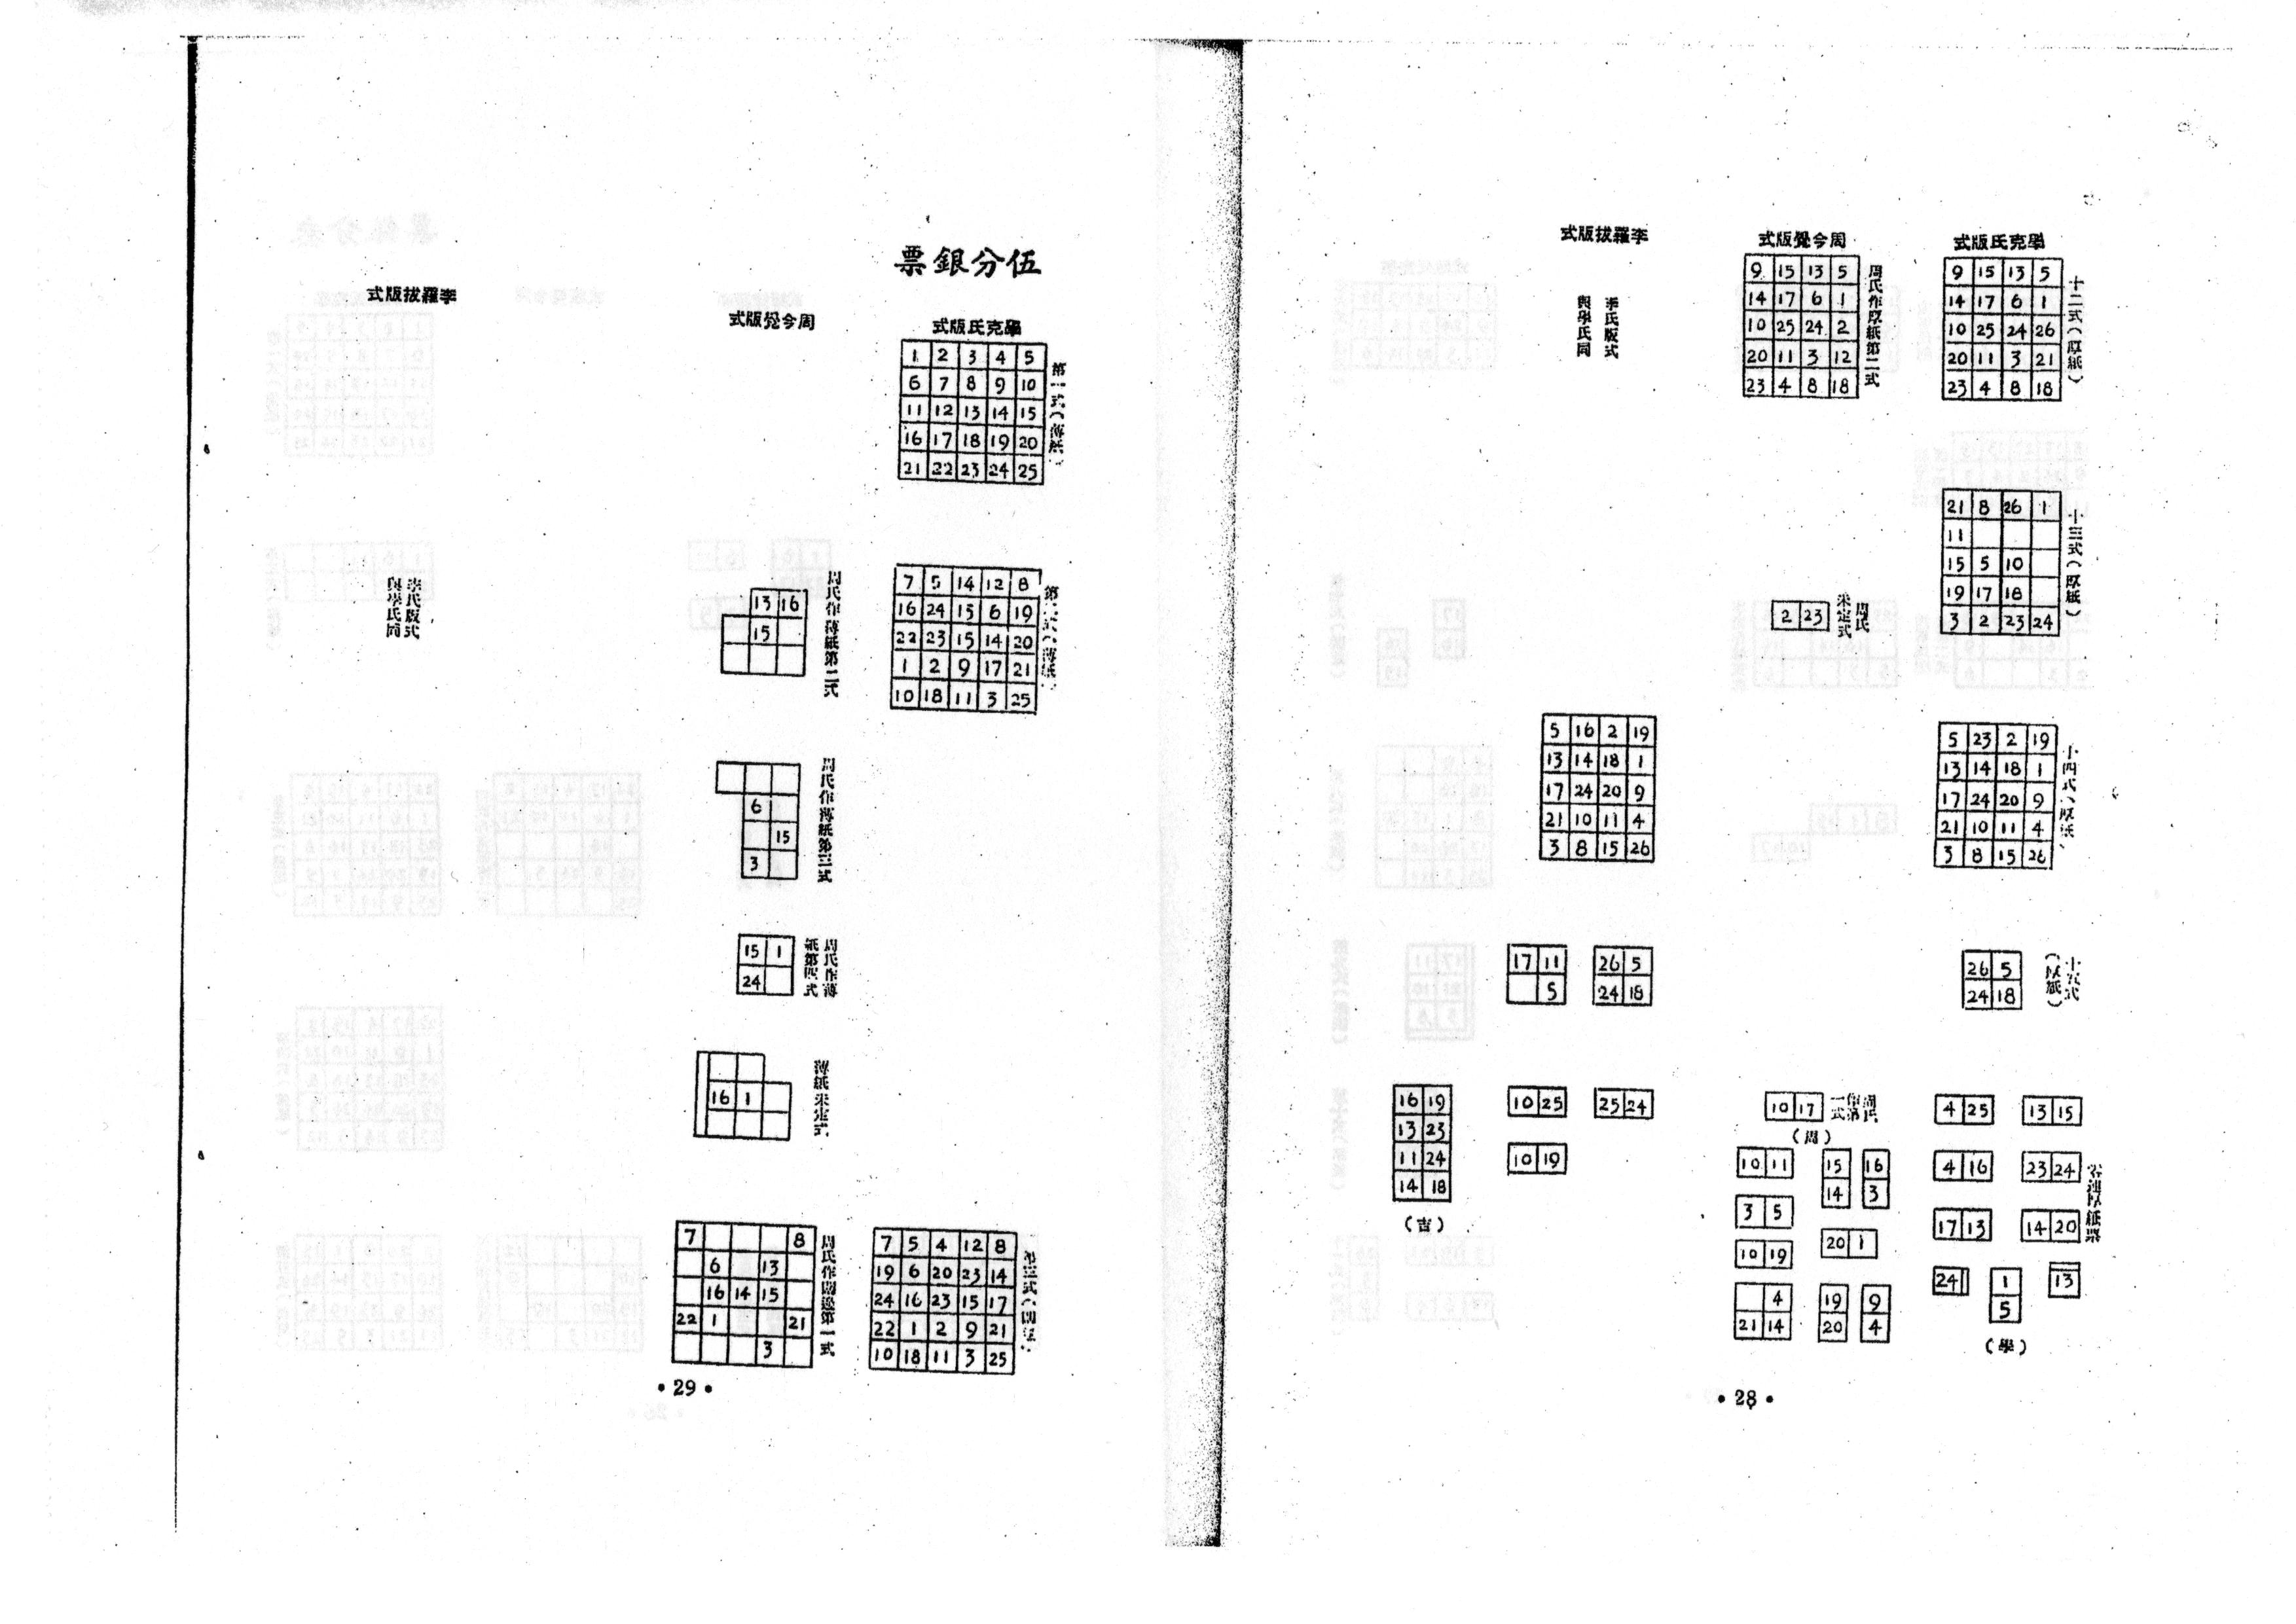 學克氏版式
十二式(厚紙)
9 15 13 5
14 17 6 1
10 25 24 26
20 11 3 21
23 4 8 18
十三式(厚紙)
21 8 26 1
11
15 5 10
19 17 18
3 2 23 24
十四式(厚紙)
5 23 2 19
13 14 18 1
17 24 20 9
21 10 11 4
3 8 15 26
十五式
(厚紙)
26 5
24 18
零連厚紙票
4 25
13 15
4 16
23 24
17 13
14 20
24
1
5
13
(學)
周今覺版式
周氏作厚紙第二式
9 15 13 5
14 17 6 1
10 25 24 2
20 11 3 12
23 4 8 18
周氏
未定式
2 23
周氏
作第
一式
10 17
(周)
10 11
15
14
16
3
3 5
20 1
10 19
4
21 14
19
20
9
4
李羅拔版式
李氏版式
與學氏同
5 16 2 19
13 14 18 1
17 24 20 9
21 10 11 4
3 8 15 26
26 5
24 18
17 11
5
25 24
10 25
10 19
16 19
13 23
11 24
14 18
(吉)
• 28 •
伍分銀票
學克氏版式
第一式(薄紙)
1 2 3 4 5
6 7 8 9 10
11 12 13 14 15
16 17 18 19 20
21 22 23 24 25
第二式(薄紙)
7 5 14 12 8
16 24 15 6 19
22 23 15 14 20
1 2 9 17 21
10 18 11 3 25
第三式(闊邊)
7 5 4 12 8
19 6 20 23 14
24 16 23 15 17
22 1 2 9 21
10 18 11 3 25
周今覺版式
周氏作薄紙第二式
13 16
15
周氏作薄紙第三式
6
15
3
周氏作薄
紙第四式
15 1
24
薄紙未定式
16 1
周氏作闊邊第一式
7 8
6 13
16 14 15
22 1 21
3
李羅拔版式
李氏版式
與學氏同
• 29 •